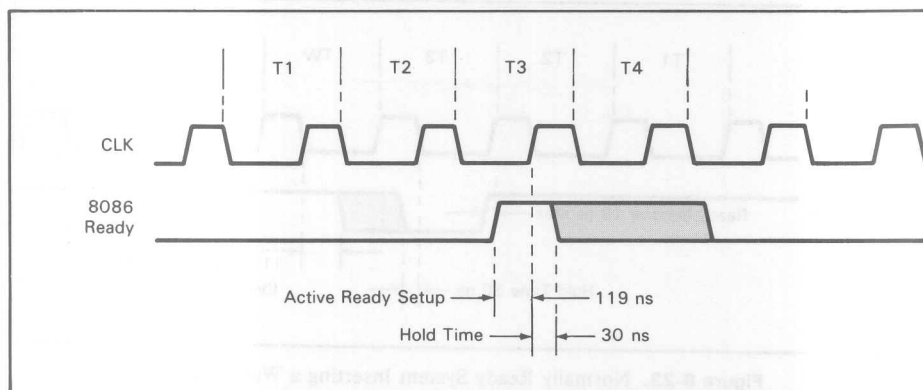 T1 T2 T3 T4
CLK
8086
Ready
Active Ready Setup 119 ns
Hold Time 30 ns